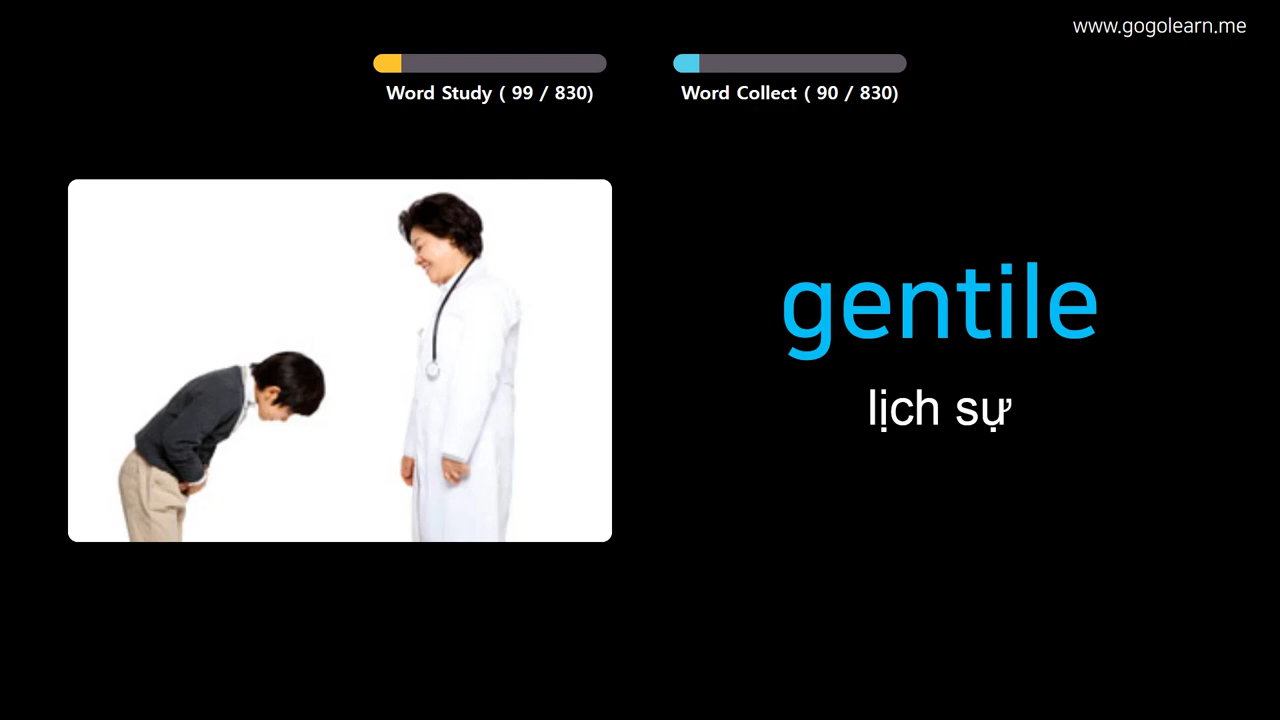 www.gogolearn.me
Word Study ( 99 / 830)
Word Collect ( 90 / 830)
gentile
lịch sự